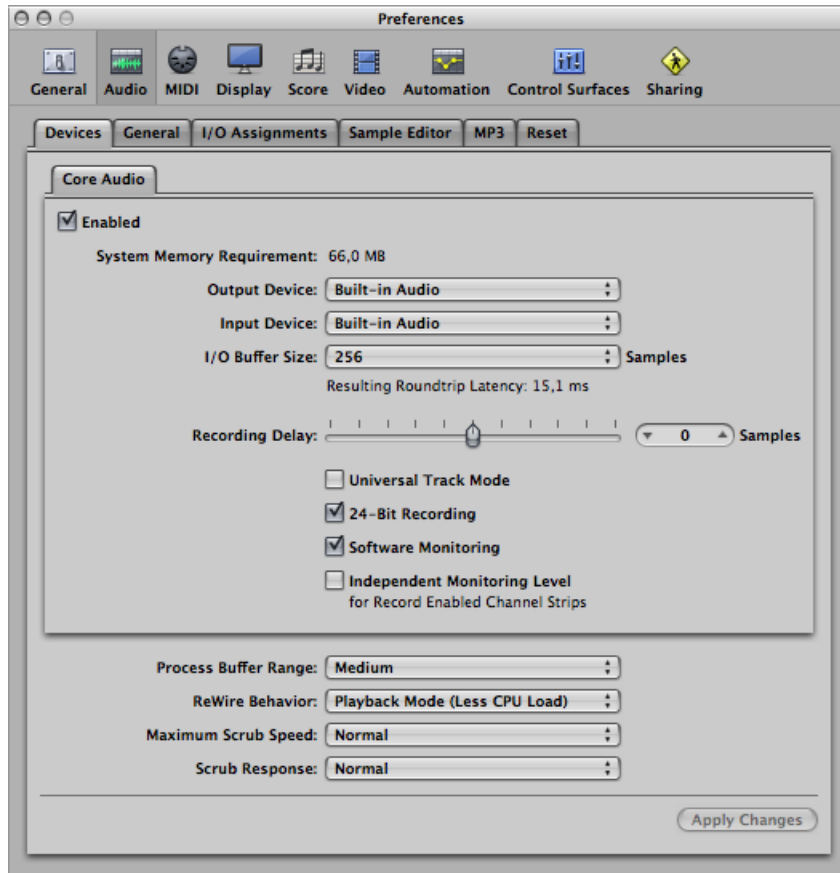 Preferences
General Audio MIDI Display Score Video Automation Control Surfaces Sharing
Devices General I/O Assignments Sample Editor MP3 Reset
Core Audio
Enabled
System Memory Requirement: 66,0 MB
Output Device: Built-in Audio
Input Device: Built-in Audio
I/O Buffer Size: 256 Samples
Resulting Roundtrip Latency: 15,1 ms
Recording Delay: 0 Samples
Universal Track Mode
24-Bit Recording
Software Monitoring
Independent Monitoring Level
for Record Enabled Channel Strips
Process Buffer Range: Medium
ReWire Behavior: Playback Mode (Less CPU Load)
Maximum Scrub Speed: Normal
Scrub Response: Normal
Apply Changes